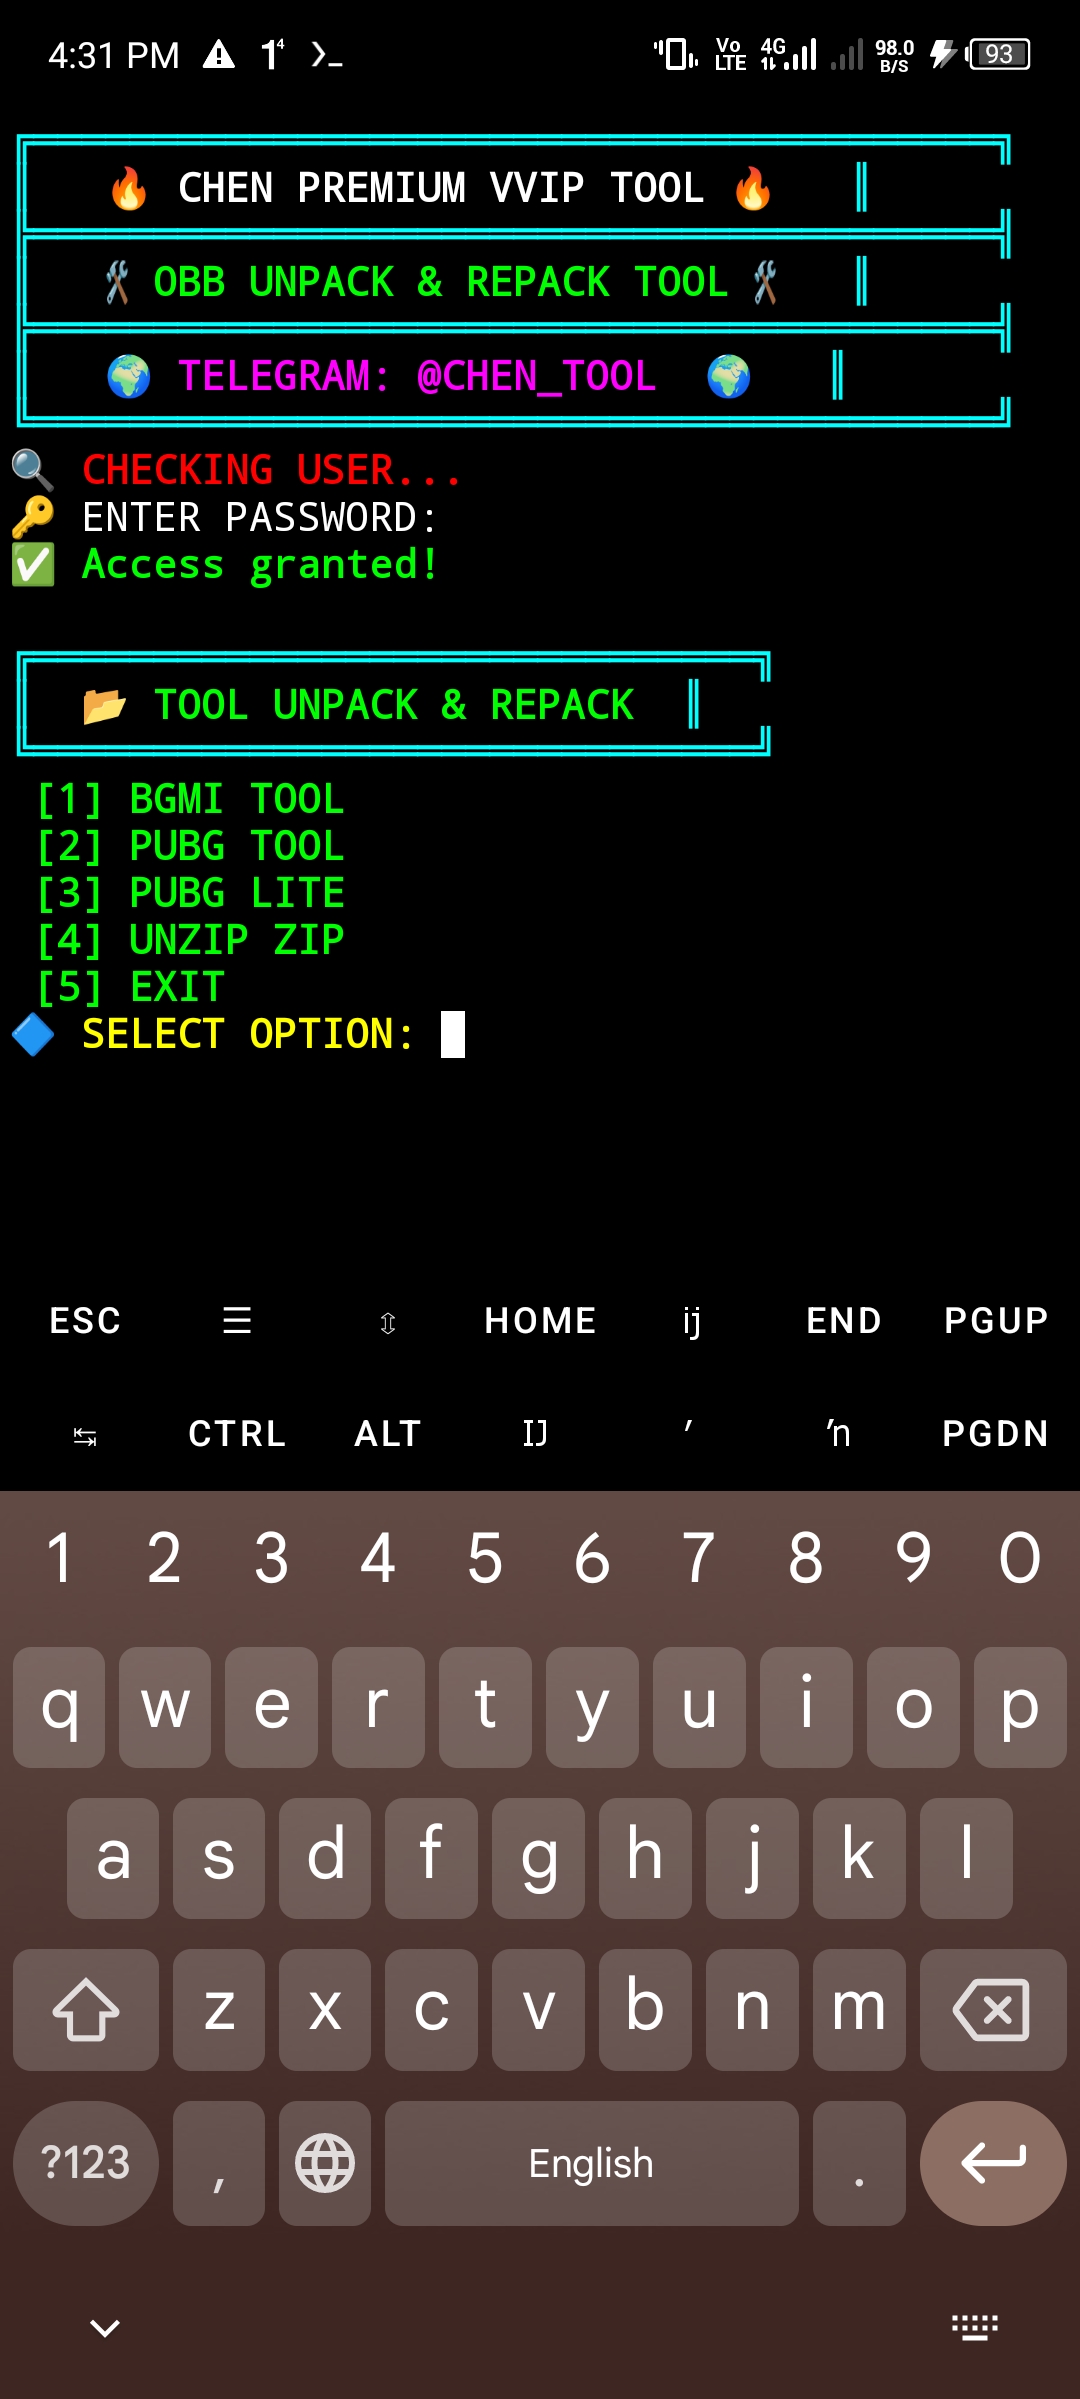 4:31 PM 1⁴ Vo LTE 4G 98.0 B/S 93
🔥 CHEN PREMIUM VVIP TOOL 🔥
🛠 OBB UNPACK & REPACK TOOL 🛠
🌍 TELEGRAM: @CHEN_TOOL 🌍
🔍 CHECKING USER...
🔑 ENTER PASSWORD:
✅ Access granted!
📂 TOOL UNPACK & REPACK
[1] BGMI TOOL
[2] PUBG TOOL
[3] PUBG LITE
[4] UNZIP ZIP
[5] EXIT
🔷 SELECT OPTION:
ESC ☰ ⇳ HOME ĳ END PGUP
↹ CTRL ALT Ĳ ′ ŉ PGDN
1 2 3 4 5 6 7 8 9 0
q w e r t y u i o p
a s d f g h j k l
z x c v b n m
?123 , English .